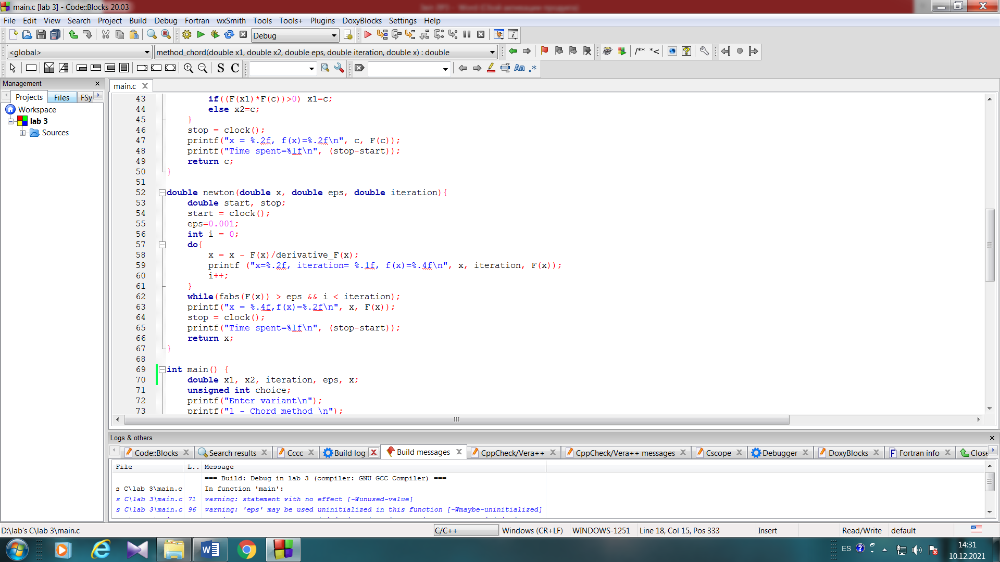 main.c [lab 3] - Code::Blocks 20.03
File Edit View Search Project Build Debug Fortran wxSmith Tools Tools+ Plugins DoxyBlocks Settings Help
Debug
<global> method_chord(double x1, double x2, double eps, double iteration, double x) : double /** *<
S C Aa .*
Management
Projects Files FSy
Workspace
lab 3
Sources
main.c
43 if((F(x1)*F(c))>0) x1=c;
44 else x2=c;
45 }
46 stop = clock();
47 printf("x = %.2f, f(x)=%.2f\n", c, F(c));
48 printf("Time spent=%lf\n", (stop-start));
49 return c;
50 }
51
52 double newton(double x, double eps, double iteration){
53 double start, stop;
54 start = clock();
55 eps=0.001;
56 int i = 0;
57 do{
58 x = x - F(x)/derivative_F(x);
59 printf ("x=%.2f, iteration= %.1f, f(x)=%.4f\n", x, iteration, F(x));
60 i++;
61 }
62 while(fabs(F(x)) > eps && i < iteration);
63 printf("x = %.4f,f(x)=%.2f\n", x, F(x));
64 stop = clock();
65 printf("Time spent=%lf\n", (stop-start));
66 return x;
67 }
68
69 int main() {
70 double x1, x2, iteration, eps, x;
71 unsigned int choice;
72 printf("Enter variant\n");
73 printf("1 - Chord method \n");
Logs & others
Code::Blocks Search results Cccc Build log Build messages CppCheck/Vera++ CppCheck/Vera++ messages Cscope Debugger DoxyBlocks Fortran info Close
File L.. Message
=== Build: Debug in lab 3 (compiler: GNU GCC Compiler) ===
s C\lab 3\main.c In function 'main':
s C\lab 3\main.c 71 warning: statement with no effect [-Wunused-value]
s C\lab 3\main.c 96 warning: 'eps' may be used uninitialized in this function [-Wmaybe-uninitialized]
D:\lab's C\lab 3\main.c C/C++ Windows (CR+LF) WINDOWS-1251 Line 18, Col 15, Pos 333 Insert Read/Write default
ES 14:31
10.12.2021